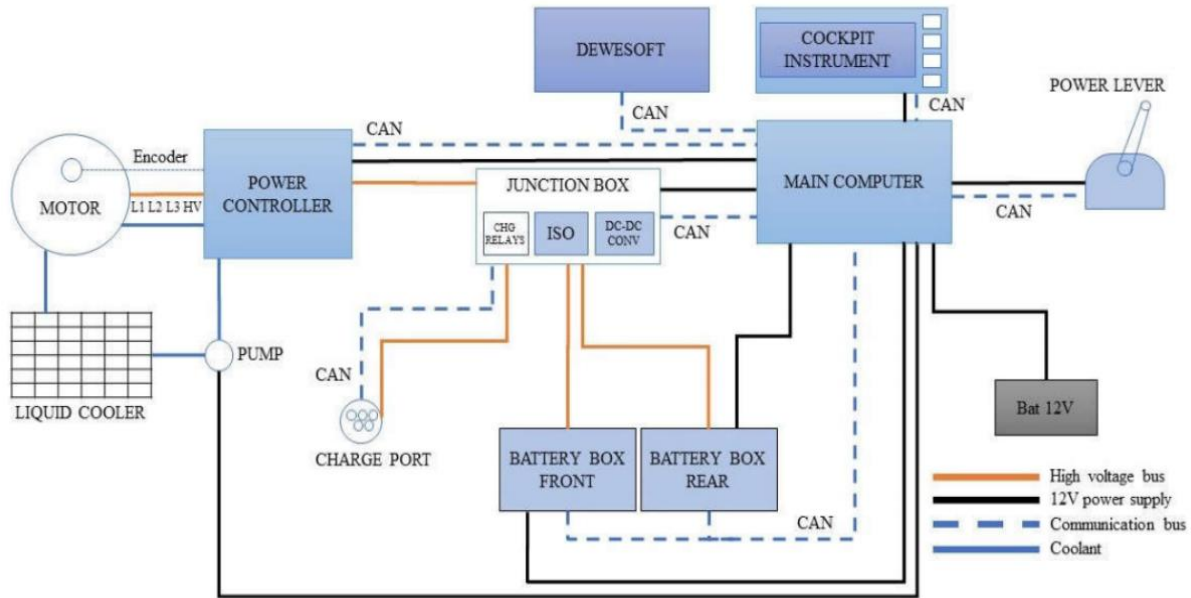 DEWESOFT
COCKPIT
INSTRUMENT
POWER LEVER
CAN
CAN
CAN
Encoder
MOTOR
L1 L2 L3 HV
POWER
CONTROLLER
JUNCTION BOX
CHG
RELAYS
ISO
DC-DC
CONV
CAN
MAIN COMPUTER
CAN
PUMP
LIQUID COOLER
CAN
CHARGE PORT
Bat 12V
BATTERY BOX
FRONT
BATTERY BOX
REAR
CAN
High voltage bus
12V power supply
Communication bus
Coolant